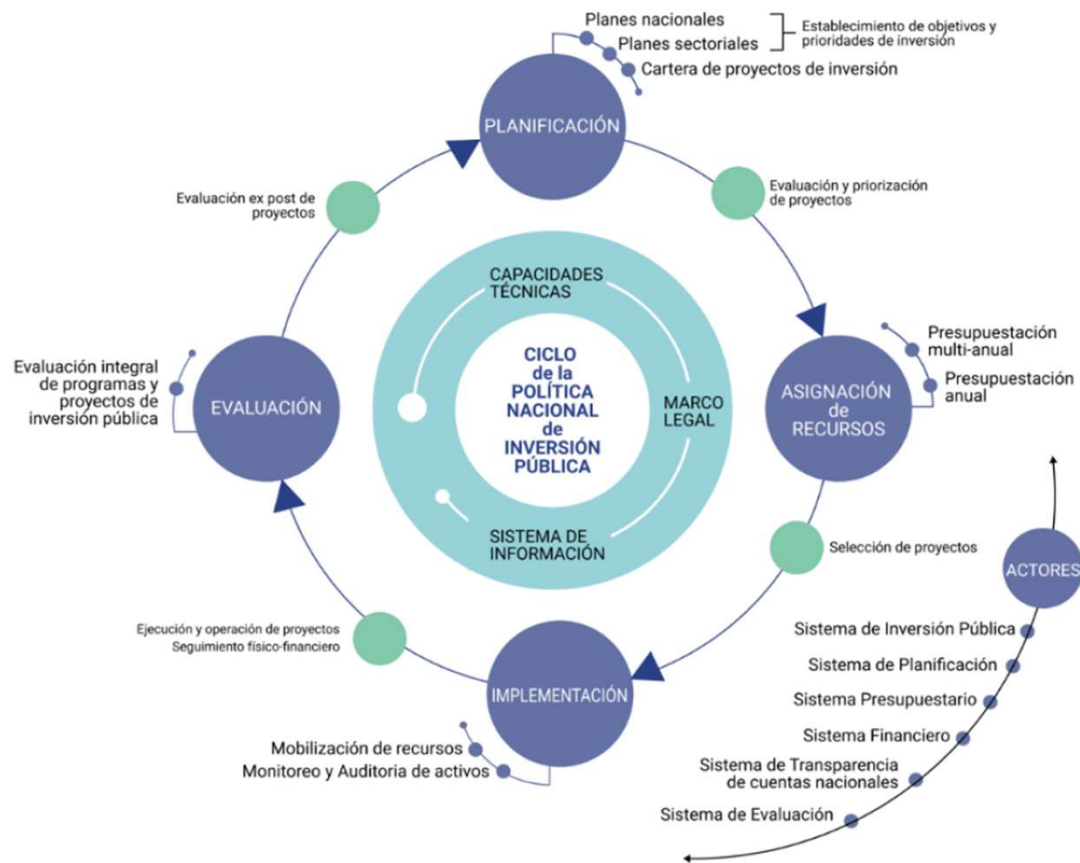 Planes nacionales
Planes sectoriales
Establecimiento de objetivos y
prioridades de inversión
Cartera de proyectos de inversión
PLANIFICACIÓN
Evaluación ex post de
proyectos
Evaluación y priorización
de proyectos
CAPACIDADES
TÉCNICAS
Evaluación integral
de programas y
proyectos de
inversión pública
EVALUACIÓN
CICLO
de la
POLÍTICA
NACIONAL
de
INVERSIÓN
PÚBLICA
MARCO
LEGAL
ASIGNACIÓN
de
RECURSOS
Presupuestación
multi-anual
Presupuestación
anual
SISTEMA DE
INFORMACIÓN
Selección de proyectos
ACTORES
Ejecución y operación de proyectos
Seguimiento físico-financiero
IMPLEMENTACIÓN
Mobilización de recursos
Monitoreo y Auditoria de activos
Sistema de Inversión Pública
Sistema de Planificación
Sistema Presupuestario
Sistema Financiero
Sistema de Transparencia
de cuentas nacionales
Sistema de Evaluación